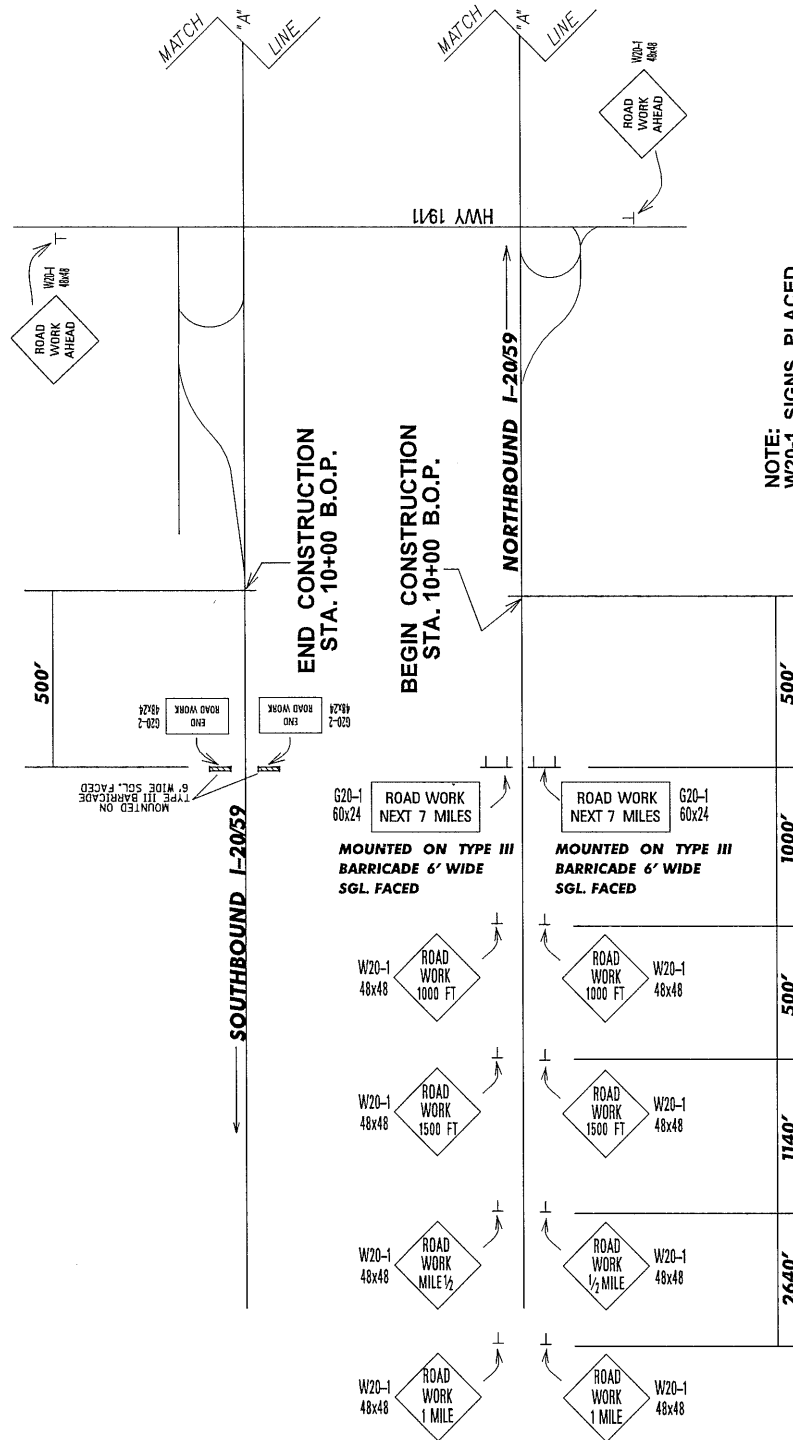 MATCH
"A"
LINE
MATCH
"A"
LINE
W20-1
48x48
ROAD
WORK
AHEAD
HWY 19/11
W20-1
48x48
ROAD
WORK
AHEAD
NORTHBOUND I-20/59
NOTE:
W20-1 SIGNS PLACED
END CONSTRUCTION
STA. 10+00 B.O.P.
BEGIN CONSTRUCTION
STA. 10+00 B.O.P.
500'
500'
G20-2
48x24
END
ROAD WORK
END
ROAD WORK
G20-2
48x24
MOUNTED ON
TYPE III BARRICADE
6' WIDE SGL. FACED
SOUTHBOUND I-20/59
G20-1
60x24
ROAD WORK
NEXT 7 MILES
ROAD WORK
NEXT 7 MILES
G20-1
60x24
MOUNTED ON TYPE III
BARRICADE 6' WIDE
SGL. FACED
MOUNTED ON TYPE III
BARRICADE 6' WIDE
SGL. FACED
1000'
W20-1
48x48
ROAD
WORK
1000 FT
ROAD
WORK
1000 FT
W20-1
48x48
500'
W20-1
48x48
ROAD
WORK
1500 FT
ROAD
WORK
1500 FT
W20-1
48x48
1140'
W20-1
48x48
ROAD
WORK
MILE 1/2
ROAD
WORK
1/2 MILE
W20-1
48x48
2640'
W20-1
48x48
ROAD
WORK
1 MILE
ROAD
WORK
1 MILE
W20-1
48x48